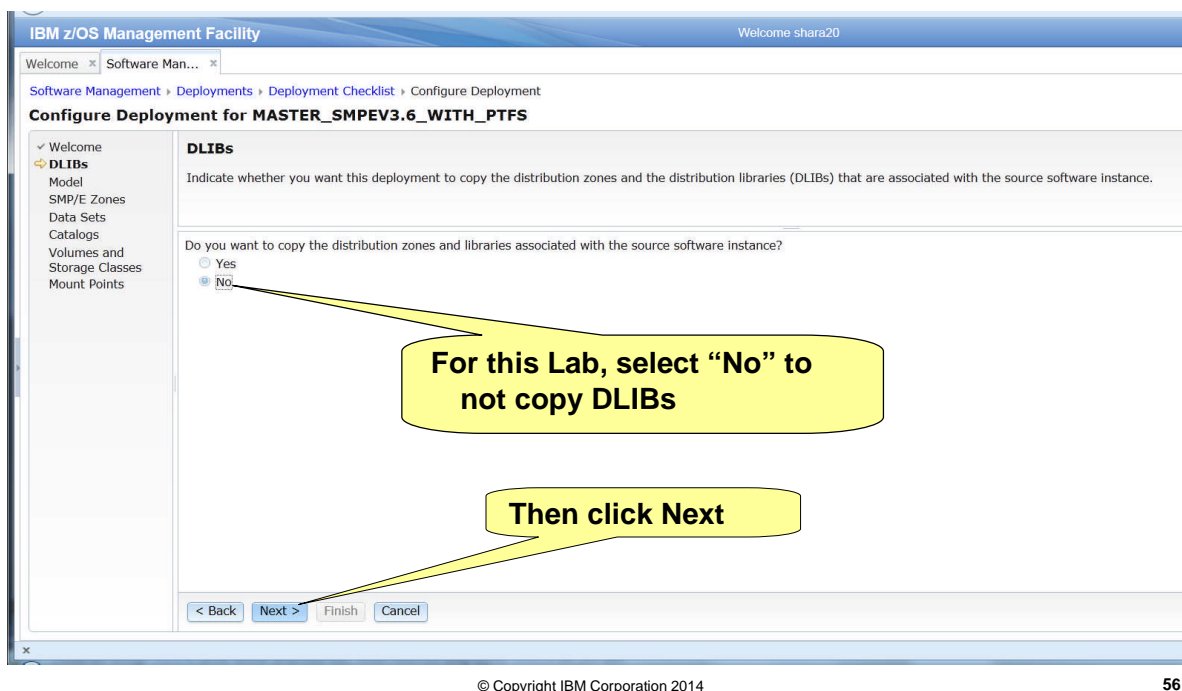 IBM z/OS Management Facility
Welcome shara20
Welcome × Software Man... ×
Software Management › Deployments › Deployment Checklist › Configure Deployment
Configure Deployment for MASTER_SMPEV3.6_WITH_PTFS
Welcome
DLIBs
Model
SMP/E Zones
Data Sets
Catalogs
Volumes and
Storage Classes
Mount Points
DLIBs
Indicate whether you want this deployment to copy the distribution zones and the distribution libraries (DLIBs) that are associated with the source software instance.
Do you want to copy the distribution zones and libraries associated with the source software instance?
Yes
No
For this Lab, select “No” to
not copy DLIBs
Then click Next
< Back Next > Finish Cancel
×
© Copyright IBM Corporation 2014
56